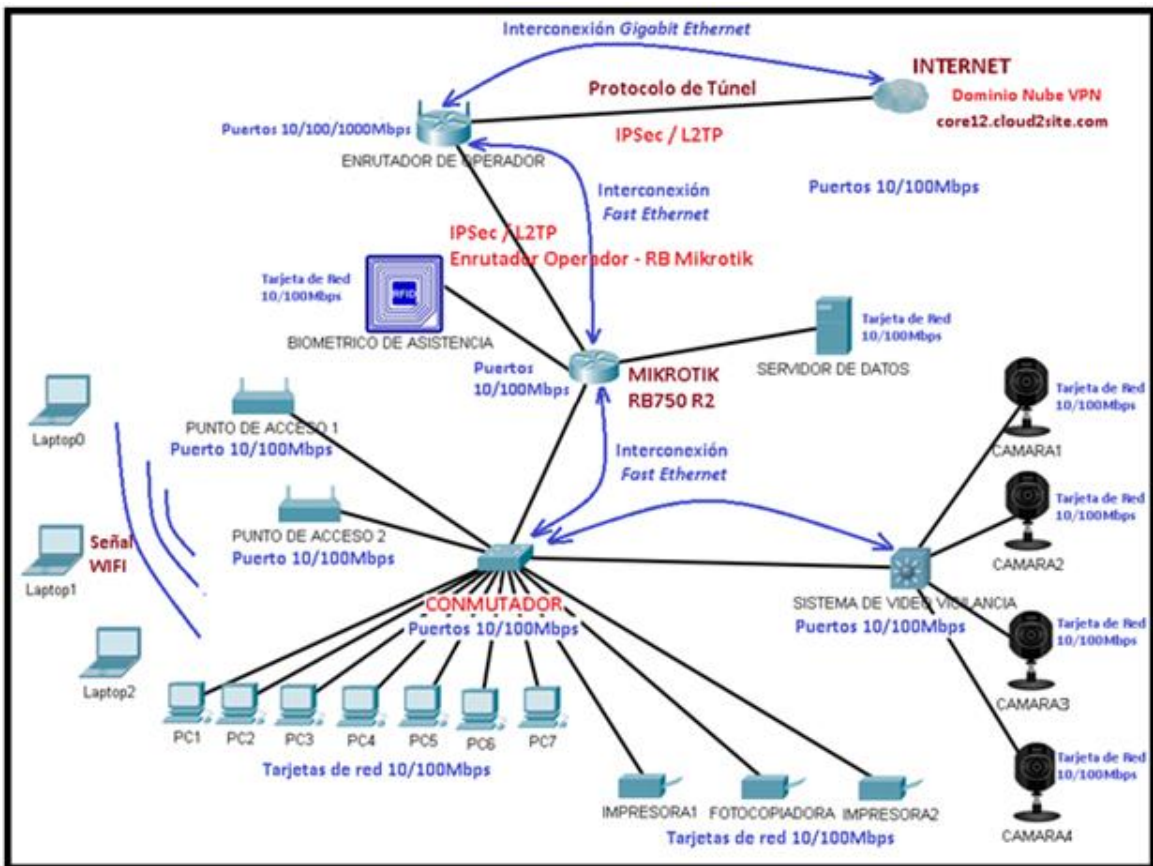 Interconexión Gigabit Ethernet
INTERNET
Dominio Nube VPN
core12.cloud2site.com
Protocolo de Túnel
IPSec / L2TP
Puertos 10/100/1000Mbps
ENRUTADOR DE OPERADOR
Puertos 10/100Mbps
Interconexión
Fast Ethernet
IPSec / L2TP
Enrutador Operador - RB Mikrotik
Tarjeta de Red
10/100Mbps
RFID
BIOMETRICO DE ASISTENCIA
Puertos
10/100Mbps
MIKROTIK
RB750 R2
Tarjeta de Red
10/100Mbps
SERVIDOR DE DATOS
Laptop0
PUNTO DE ACCESO 1
Puerto 10/100Mbps
Interconexión
Fast Ethernet
Tarjeta de Red
10/100Mbps
CAMARA1
Laptop1
Señal
WIFI
PUNTO DE ACCESO 2
Puerto 10/100Mbps
Tarjeta de Red
10/100Mbps
CAMARA2
CONMUTADOR
Puertos 10/100Mbps
SISTEMA DE VIDEO VIGILANCIA
Puertos 10/100Mbps
Tarjeta de Red
10/100Mbps
CAMARA3
Laptop2
PC1
PC2
PC3
PC4
PC5
PC6
PC7
Tarjetas de red 10/100Mbps
IMPRESORA1
FOTOCOPIADORA
IMPRESORA2
Tarjetas de red 10/100Mbps
Tarjeta de Red
10/100Mbps
CAMARA4